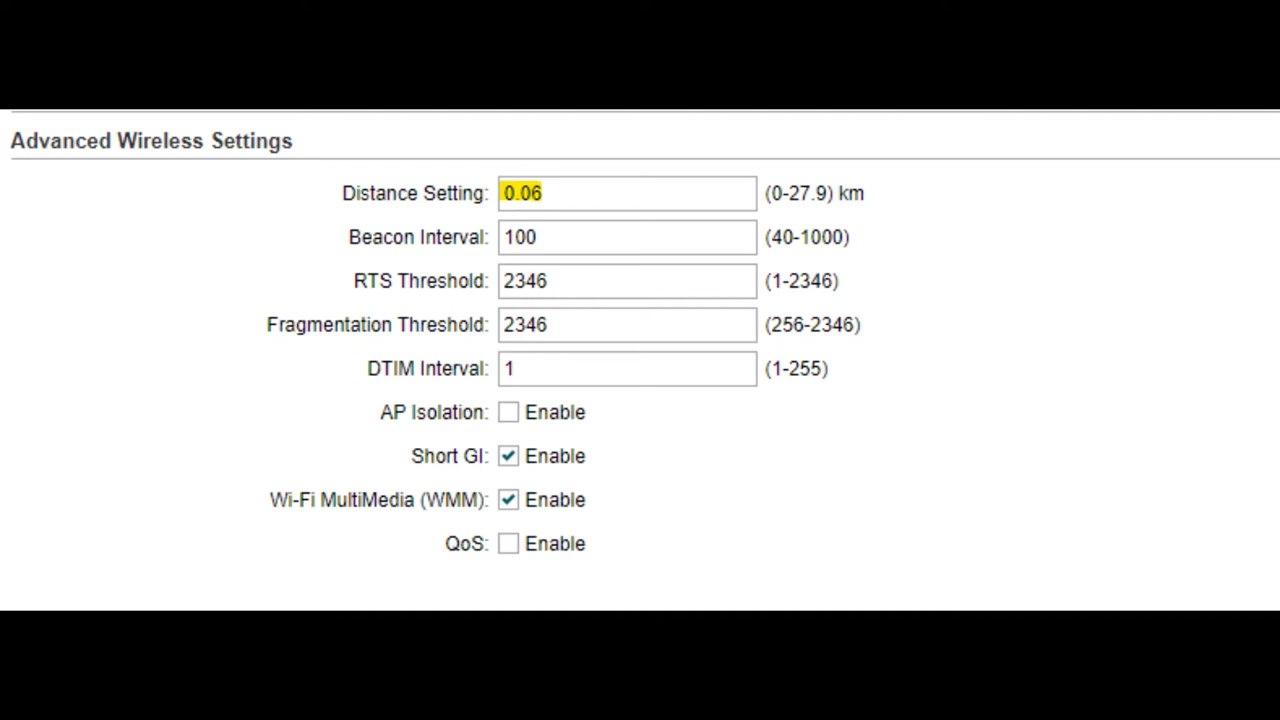 Advanced Wireless Settings
Distance Setting: 0.06 (0-27.9) km
Beacon Interval: 100 (40-1000)
RTS Threshold: 2346 (1-2346)
Fragmentation Threshold: 2346 (256-2346)
DTIM Interval: 1 (1-255)
AP Isolation: Enable
Short GI: Enable
Wi-Fi MultiMedia (WMM): Enable
QoS: Enable